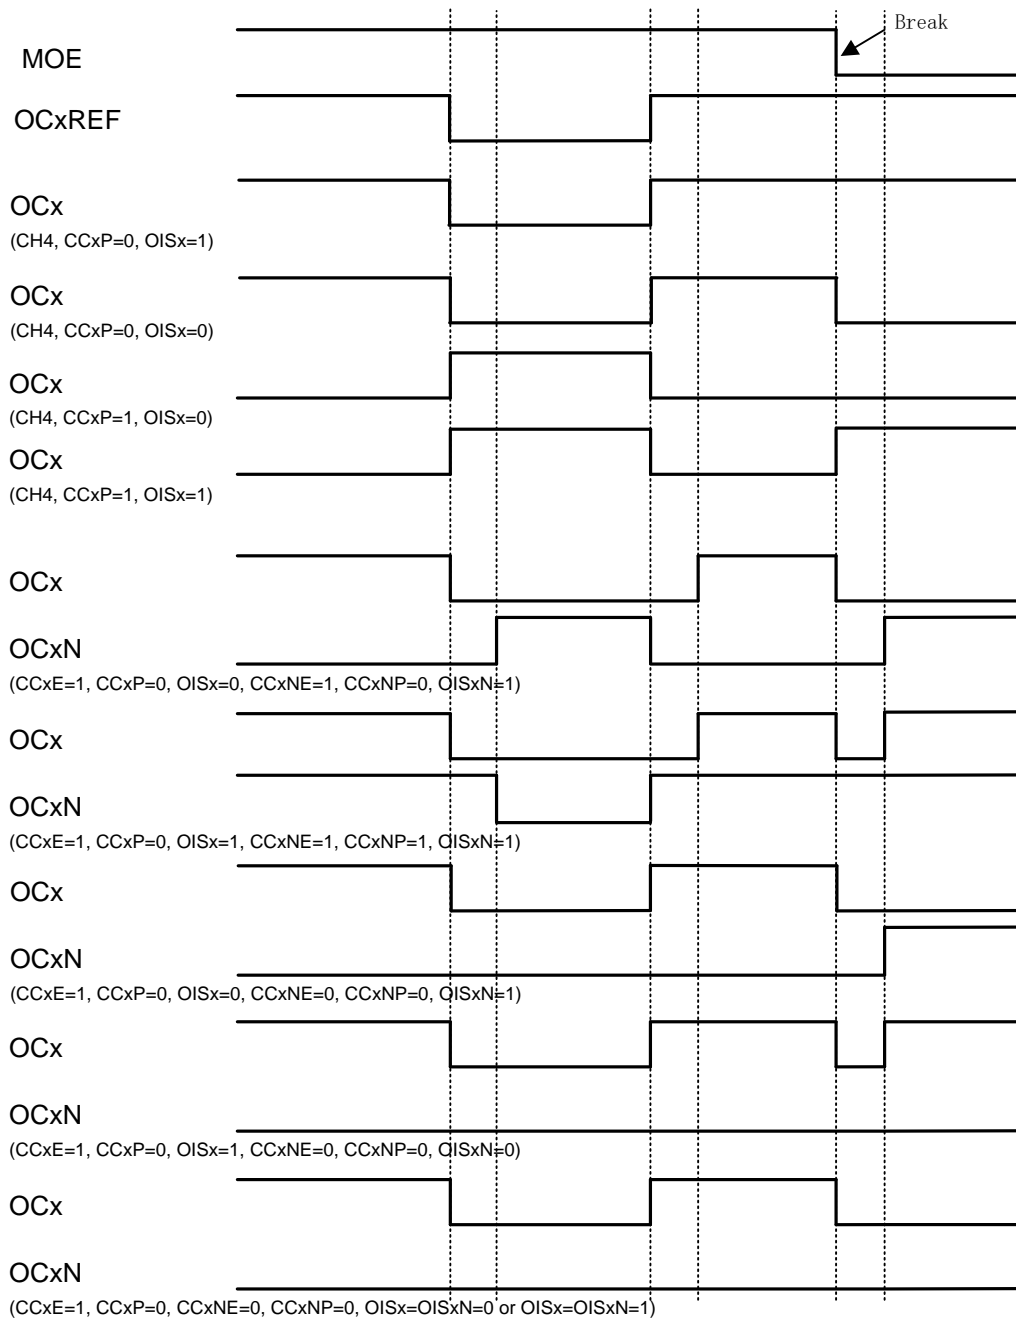 Break
MOE
OCxREF
OCx
(CH4, CCxP=0, OISx=1)
OCx
(CH4, CCxP=0, OISx=0)
OCx
(CH4, CCxP=1, OISx=0)
OCx
(CH4, CCxP=1, OISx=1)
OCx
OCxN
(CCxE=1, CCxP=0, OISx=0, CCxNE=1, CCxNP=0, OISxN=1)
OCx
OCxN
(CCxE=1, CCxP=0, OISx=1, CCxNE=1, CCxNP=1, OISxN=1)
OCx
OCxN
(CCxE=1, CCxP=0, OISx=0, CCxNE=0, CCxNP=0, OISxN=1)
OCx
OCxN
(CCxE=1, CCxP=0, OISx=1, CCxNE=0, CCxNP=0, OISxN=0)
OCx
OCxN
(CCxE=1, CCxP=0, CCxNE=0, CCxNP=0, OISx=OISxN=0 or OISx=OISxN=1)